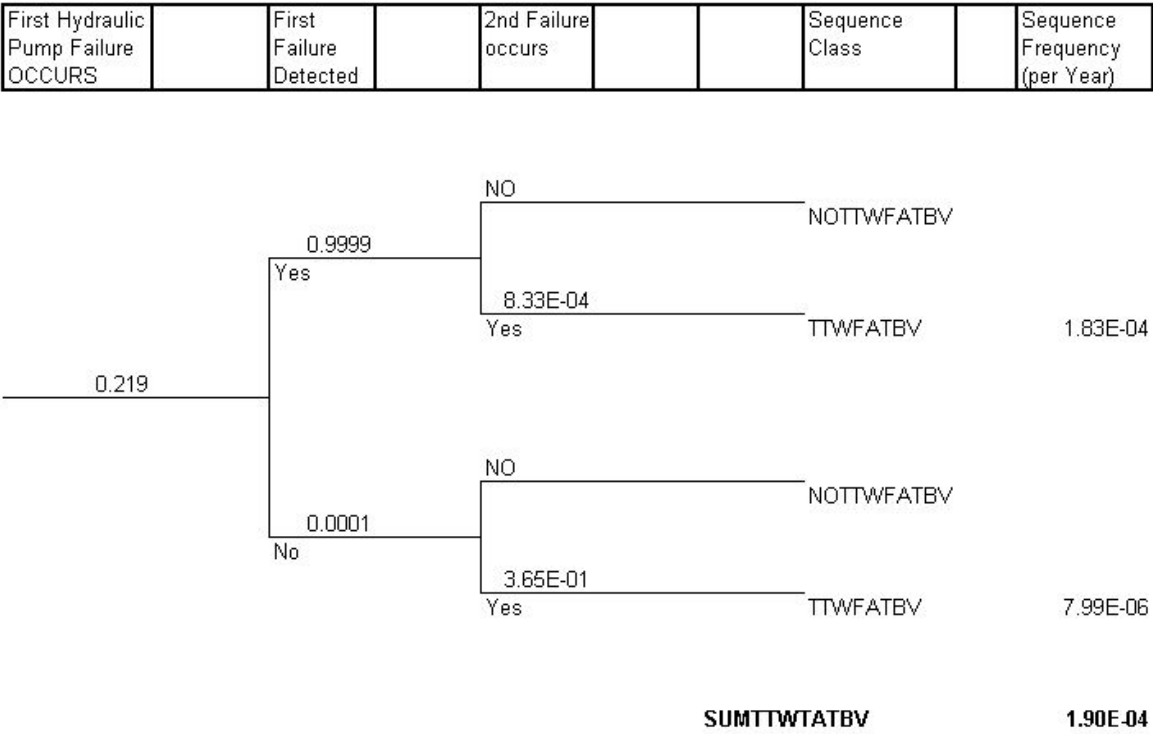 First Hydraulic Pump Failure OCCURS
First Failure Detected
2nd Failure occurs
Sequence Class
Sequence Frequency (per Year)
NO
NOTTWFATBV
0.9999
Yes
8.33E-04
Yes
TTWFATBV
1.83E-04
0.219
NO
NOTTWFATBV
0.0001
No
3.65E-01
Yes
TTWFATBV
7.99E-06
SUMTTWTATBV
1.90E-04